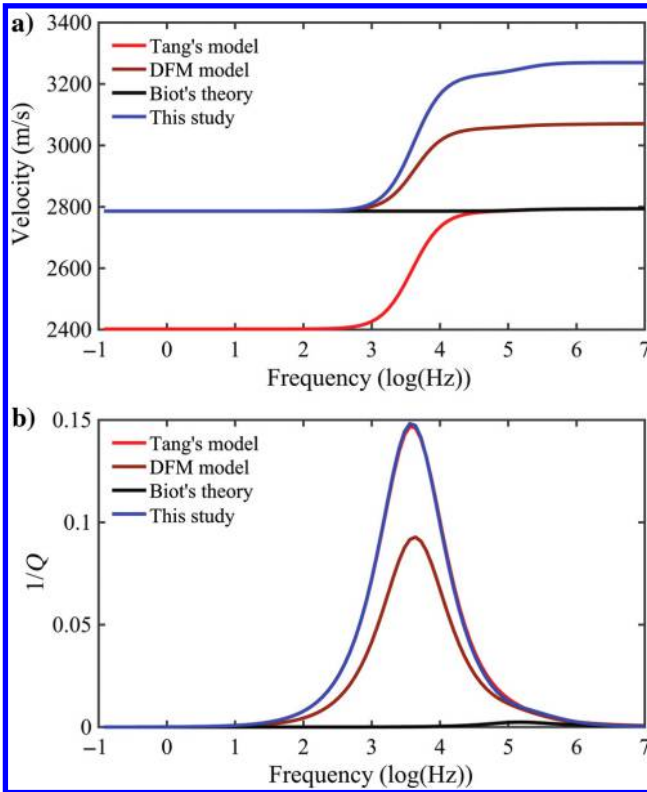 a)
3400
3200
3000
2800
2600
2400
Velocity (m/s)
Tang's model
DFM model
Biot's theory
This study
−1 0 1 2 3 4 5 6 7
Frequency (log(Hz))
b)
0.15
0.1
0.05
0
1/Q
Tang's model
DFM model
Biot's theory
This study
−1 0 1 2 3 4 5 6 7
Frequency (log(Hz))